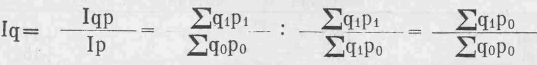 Iq = Iqp / Ip = ∑q₁p₁ / ∑q₀p₀ : ∑q₁p₁ / ∑q₁p₀ = ∑q₁p₀ / ∑q₀p₀